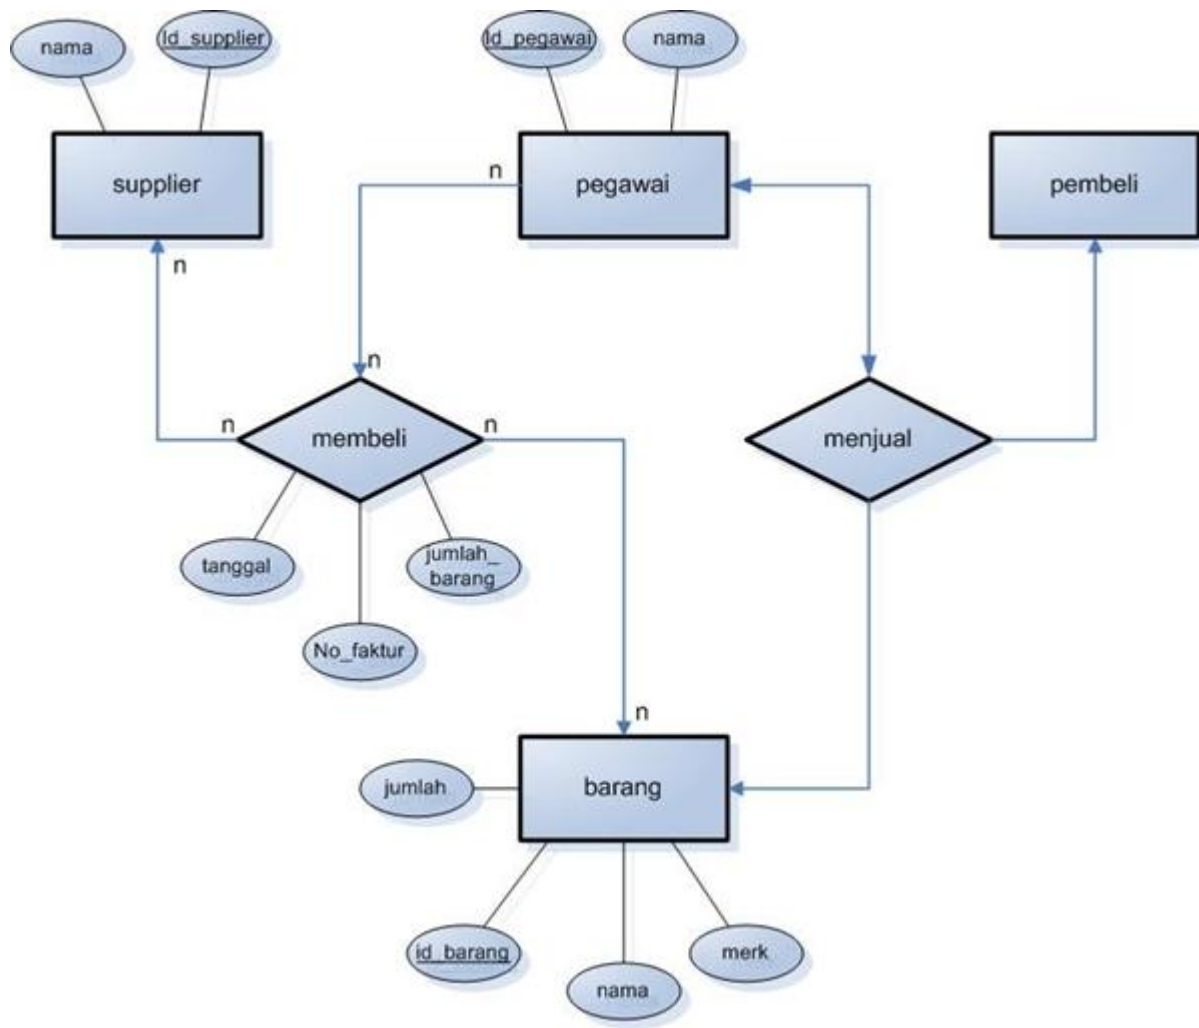 nama
Id_supplier
Id_pegawai
nama
supplier
n
pegawai
pembeli
n
n
n
membeli
n
menjual
tanggal
jumlah_
barang
No_faktur
n
jumlah
barang
id_barang
merk
nama